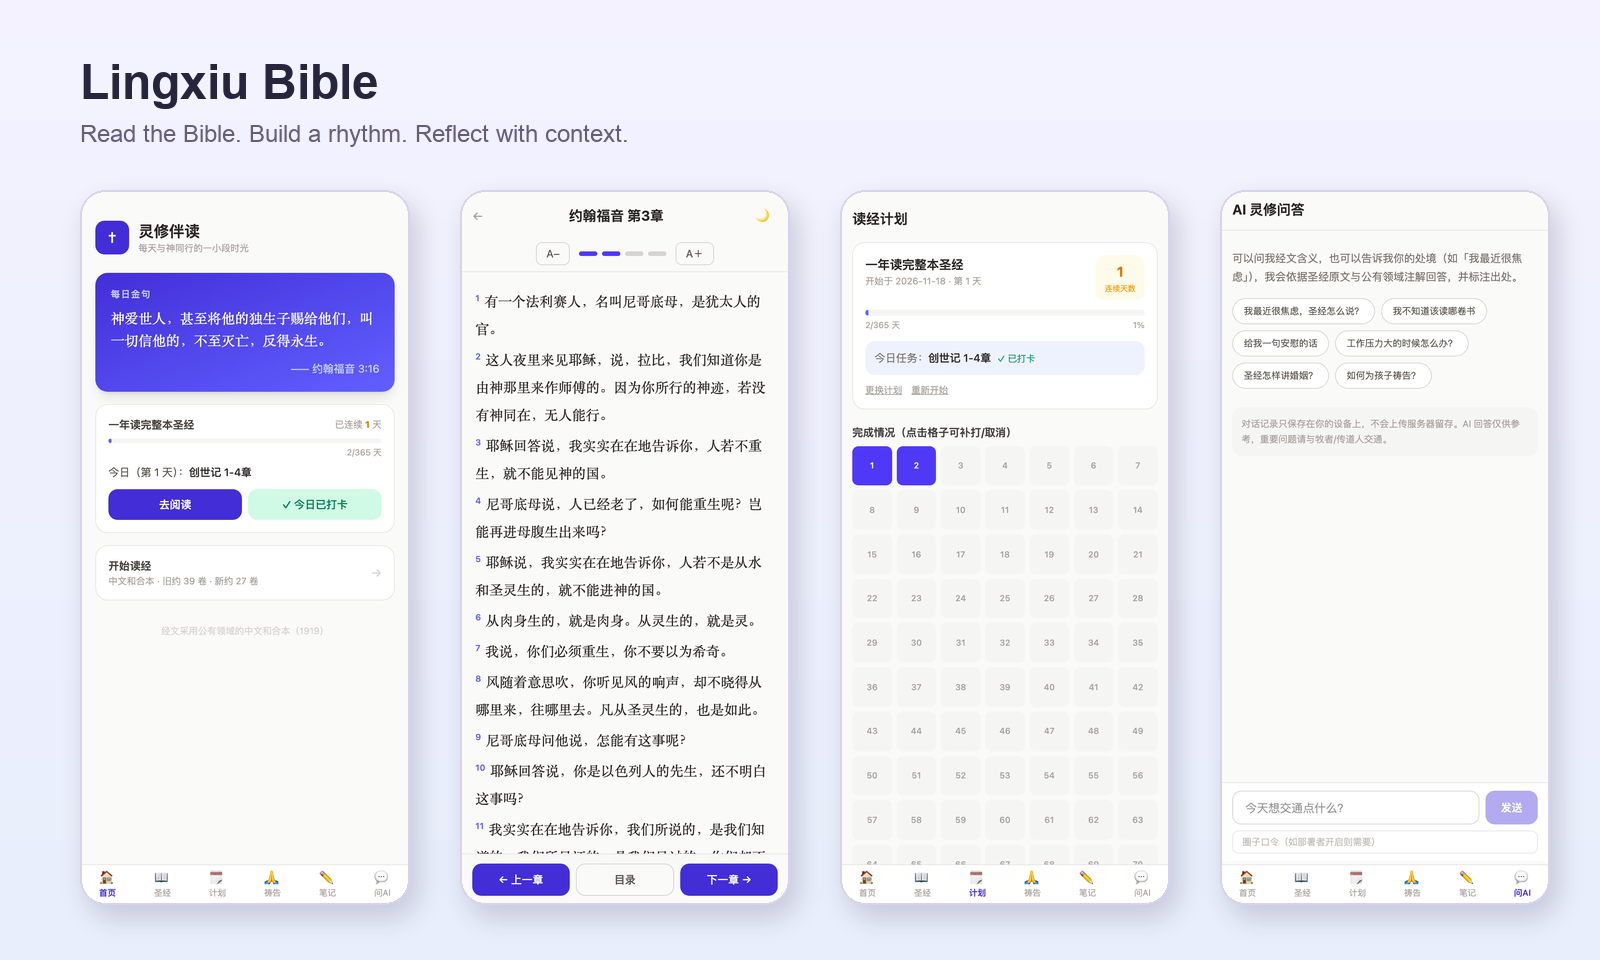 Lingxiu Bible
Read the Bible. Build a rhythm. Reflect with context.
✝
灵修伴读
每天与神同行的一小段时光
每日金句
神爱世人，甚至将他的独生子赐给他们，叫
一切信他的，不至灭亡，反得永生。
—— 约翰福音 3:16
一年读完整本圣经
已连续 1 天
2/365 天
今日（第 1 天）：创世记 1-4章
去阅读
✓ 今日已打卡
开始读经
中文和合本 · 旧约 39 卷 · 新约 27 卷
→
经文采用公有领域的中文和合本（1919）
首页
圣经
计划
祷告
笔记
问AI
← 约翰福音 第3章
A−
A+
1 有一个法利赛人，名叫尼哥底母，是犹太人的
官。
2 这人夜里来见耶稣，说，拉比，我们知道你是
由神那里来作师傅的。因为你所行的神迹，若没
有神同在，无人能行。
3 耶稣回答说，我实实在在地告诉你，人若不重
生，就不能见神的国。
4 尼哥底母说，人已经老了，如何能重生呢？岂
能再进母腹生出来吗？
5 耶稣说，我实实在在地告诉你，人若不是从水
和圣灵生的，就不能进神的国。
6 从肉身生的，就是肉身。从灵生的，就是灵。
7 我说，你们必须重生，你不要以为希奇。
8 风随着意思吹，你听见风的响声，却不晓得从
哪里来，往哪里去。凡从圣灵生的，也是如此。
9 尼哥底母问他说，怎能有这事呢？
10 耶稣回答说，你是以色列人的先生，还不明白
这事吗？
11 我实实在在地告诉你，我们所说的，是我们知
← 上一章
目录
下一章 →
读经计划
一年读完整本圣经
开始于 2026-11-18 · 第 1 天
1
连续天数
2/365 天
1%
今日任务：创世记 1-4章 ✓ 已打卡
更换计划 重新开始
完成情况（点击格子可补打/取消）
1 2 3 4 5 6 7
8 9 10 11 12 13 14
15 16 17 18 19 20 21
22 23 24 25 26 27 28
29 30 31 32 33 34 35
36 37 38 39 40 41 42
43 44 45 46 47 48 49
50 51 52 53 54 55 56
57 58 59 60 61 62 63
首页
圣经
计划
祷告
笔记
问AI
AI 灵修问答
可以问我经文含义，也可以告诉我你的处境（如「我最近很焦
虑」），我会依据圣经原文与公有领域注解回答，并标注出处。
我最近很焦虑，圣经怎么说？
我不知道该读哪卷书
给我一句安慰的话
工作压力大的时候怎么办？
圣经怎样讲婚姻？
如何为孩子祷告？
对话记录只保存在你的设备上，不会上传服务器留存。AI 回答仅供参
考，重要问题请与牧者/传道人交通。
今天想交通点什么？
发送
圈子口令（如部署者开启则需要）
首页
圣经
计划
祷告
笔记
问AI